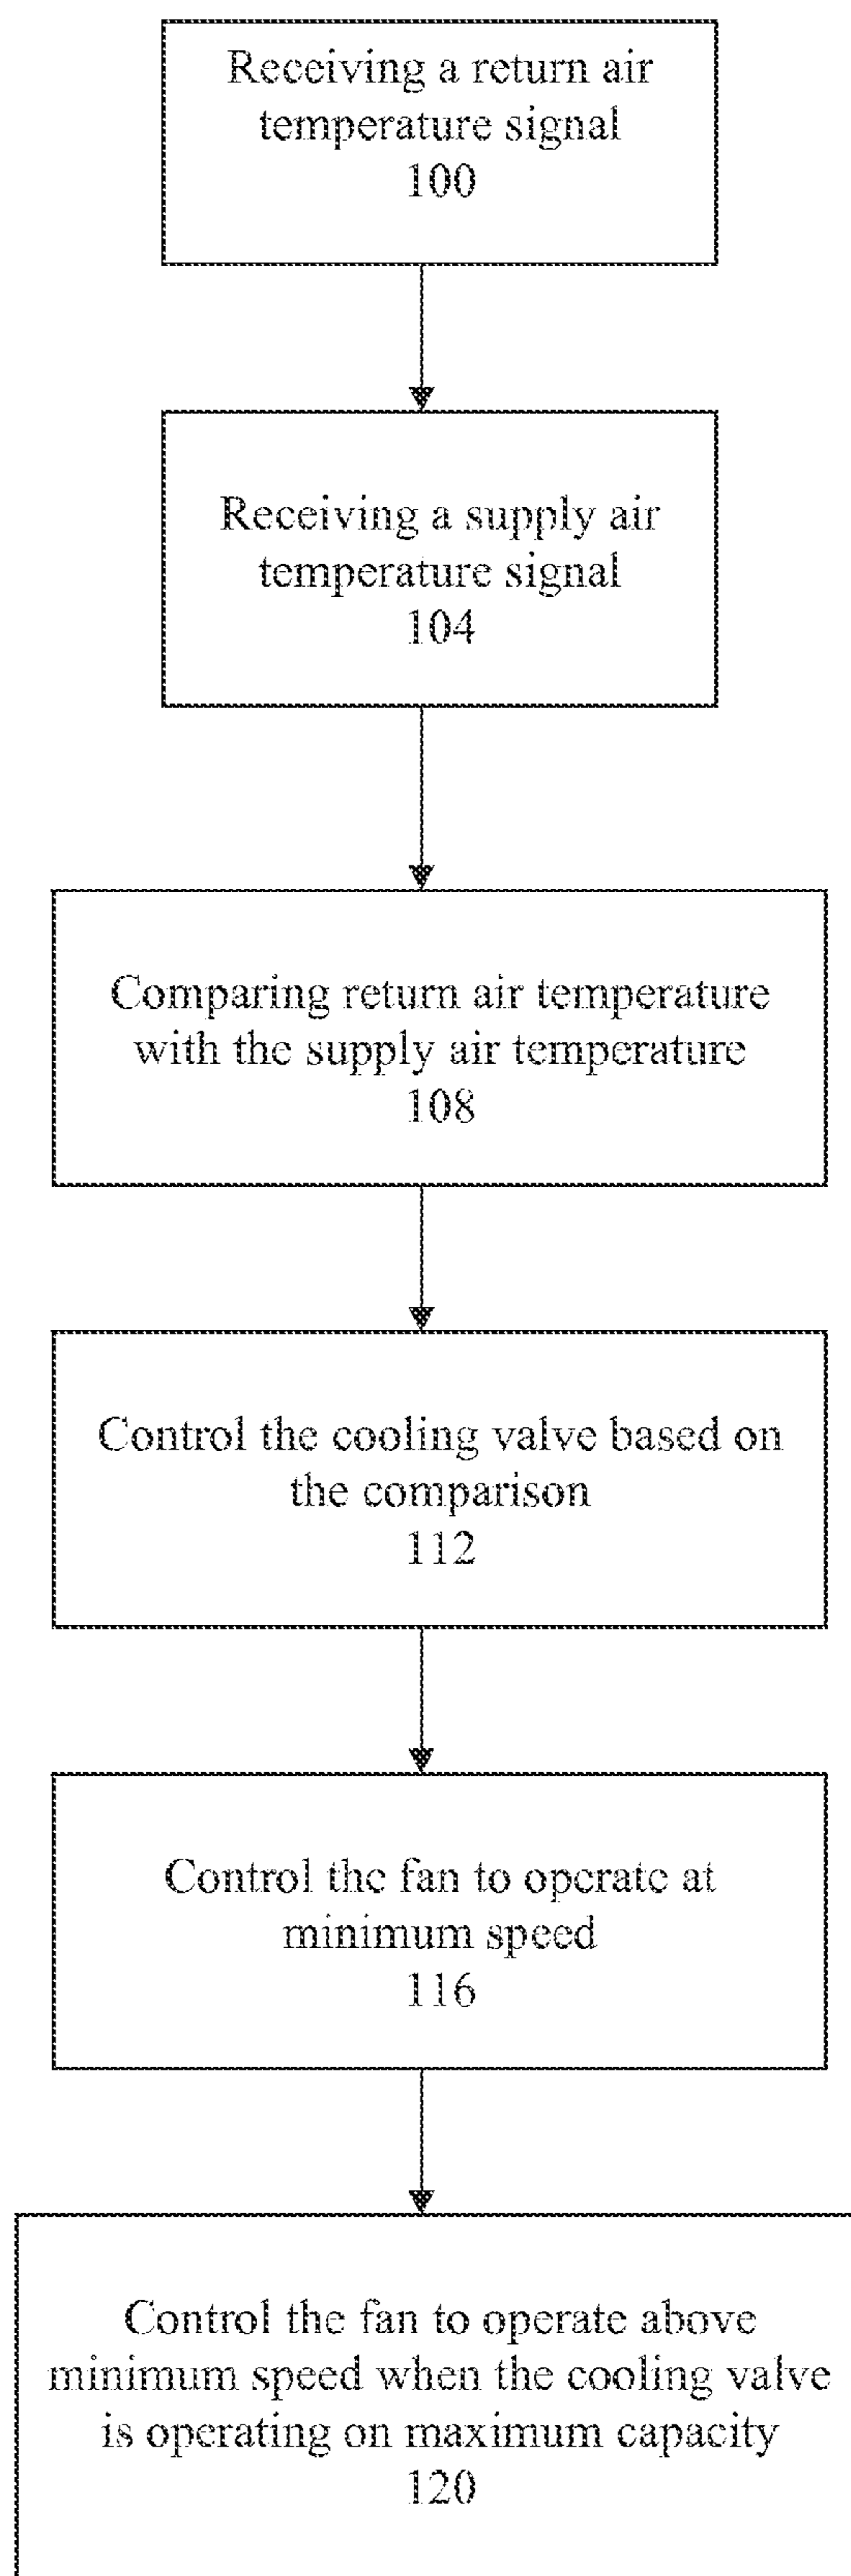 Receiving a return air
temperature signal
100
Receiving a supply air
temperature signal
104
Comparing return air temperature
with the supply air temperature
108
Control the cooling valve based on
the comparison
112
Control the fan to operate at
minimum speed
116
Control the fan to operate above
minimum speed when the cooling valve
is operating on maximum capacity
120